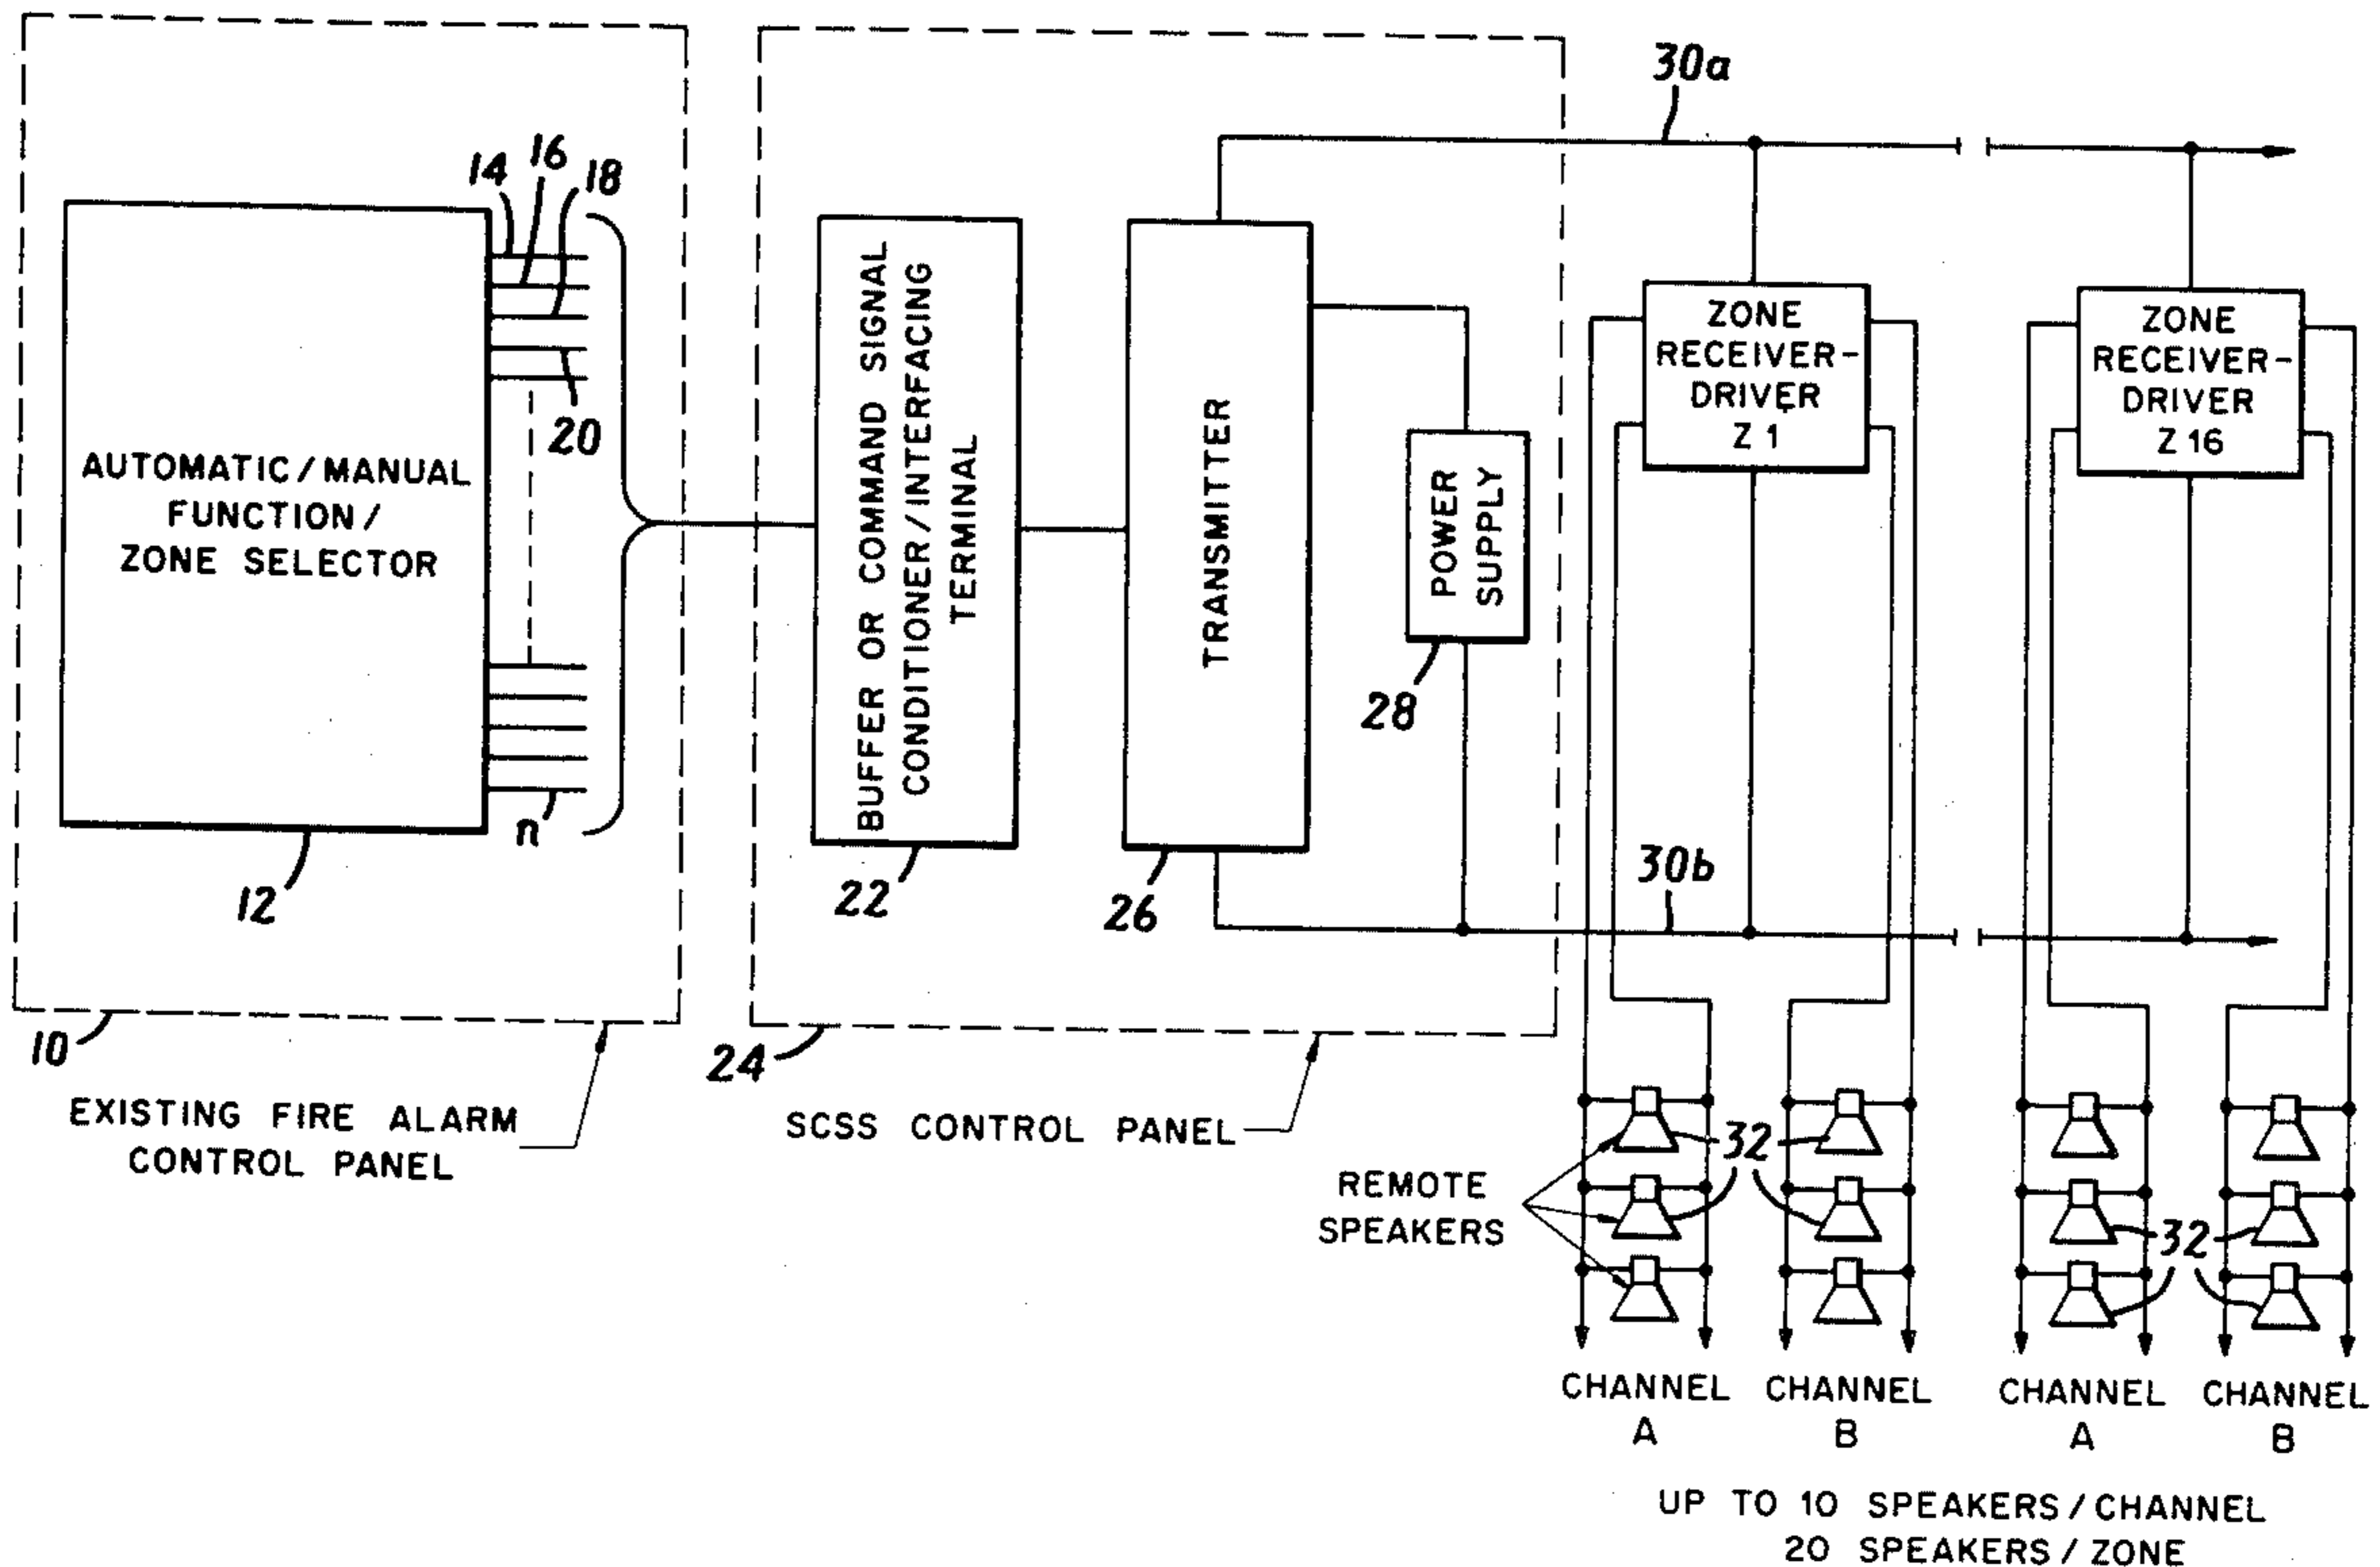 30a
14
16
18
AUTOMATIC/MANUAL
FUNCTION/
ZONE SELECTOR
20
n
12
10
EXISTING FIRE ALARM
CONTROL PANEL
BUFFER OR COMMAND SIGNAL
CONDITIONER/INTERFACING
TERMINAL
22
TRANSMITTER
26
POWER
SUPPLY
28
24
SCSS CONTROL PANEL
30b
ZONE
RECEIVER-
DRIVER
Z 1
ZONE
RECEIVER-
DRIVER
Z 16
REMOTE
SPEAKERS
32
32
CHANNEL
A
CHANNEL
B
CHANNEL
A
CHANNEL
B
UP TO 10 SPEAKERS/CHANNEL
20 SPEAKERS/ZONE